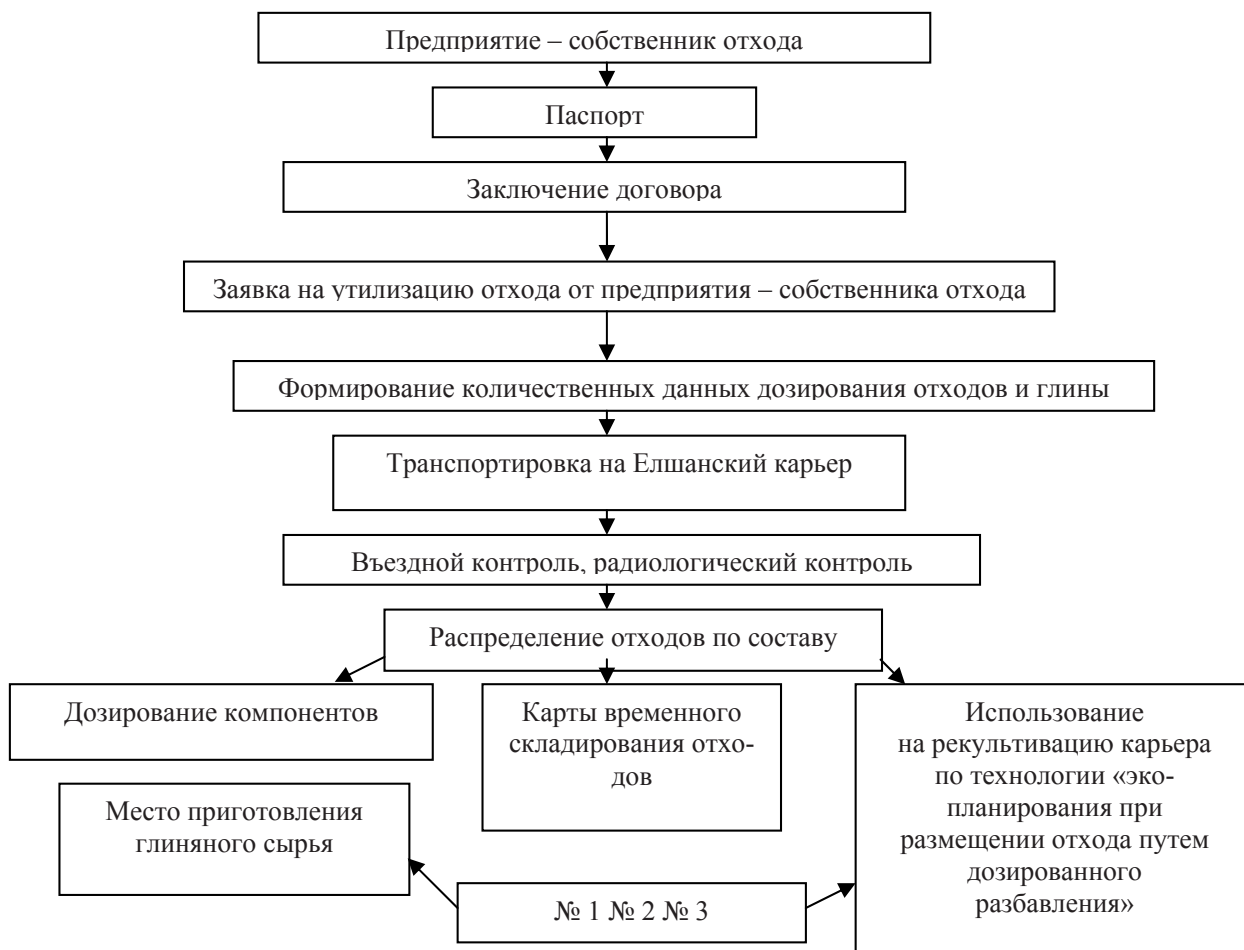 Предприятие – собственник отхода
Паспорт
Заключение договора
Заявка на утилизацию отхода от предприятия – собственника отхода
Формирование количественных данных дозирования отходов и глины
Транспортировка на Елшанский карьер
Въездной контроль, радиологический контроль
Распределение отходов по составу
Дозирование компонентов
Карты временного
складирования отхо-
дов
Использование
на рекультивацию карьера
по технологии «эко-
планирования при
размещении отхода путем
дозированного
разбавления»
Место приготовления
глиняного сырья
№ 1 № 2 № 3